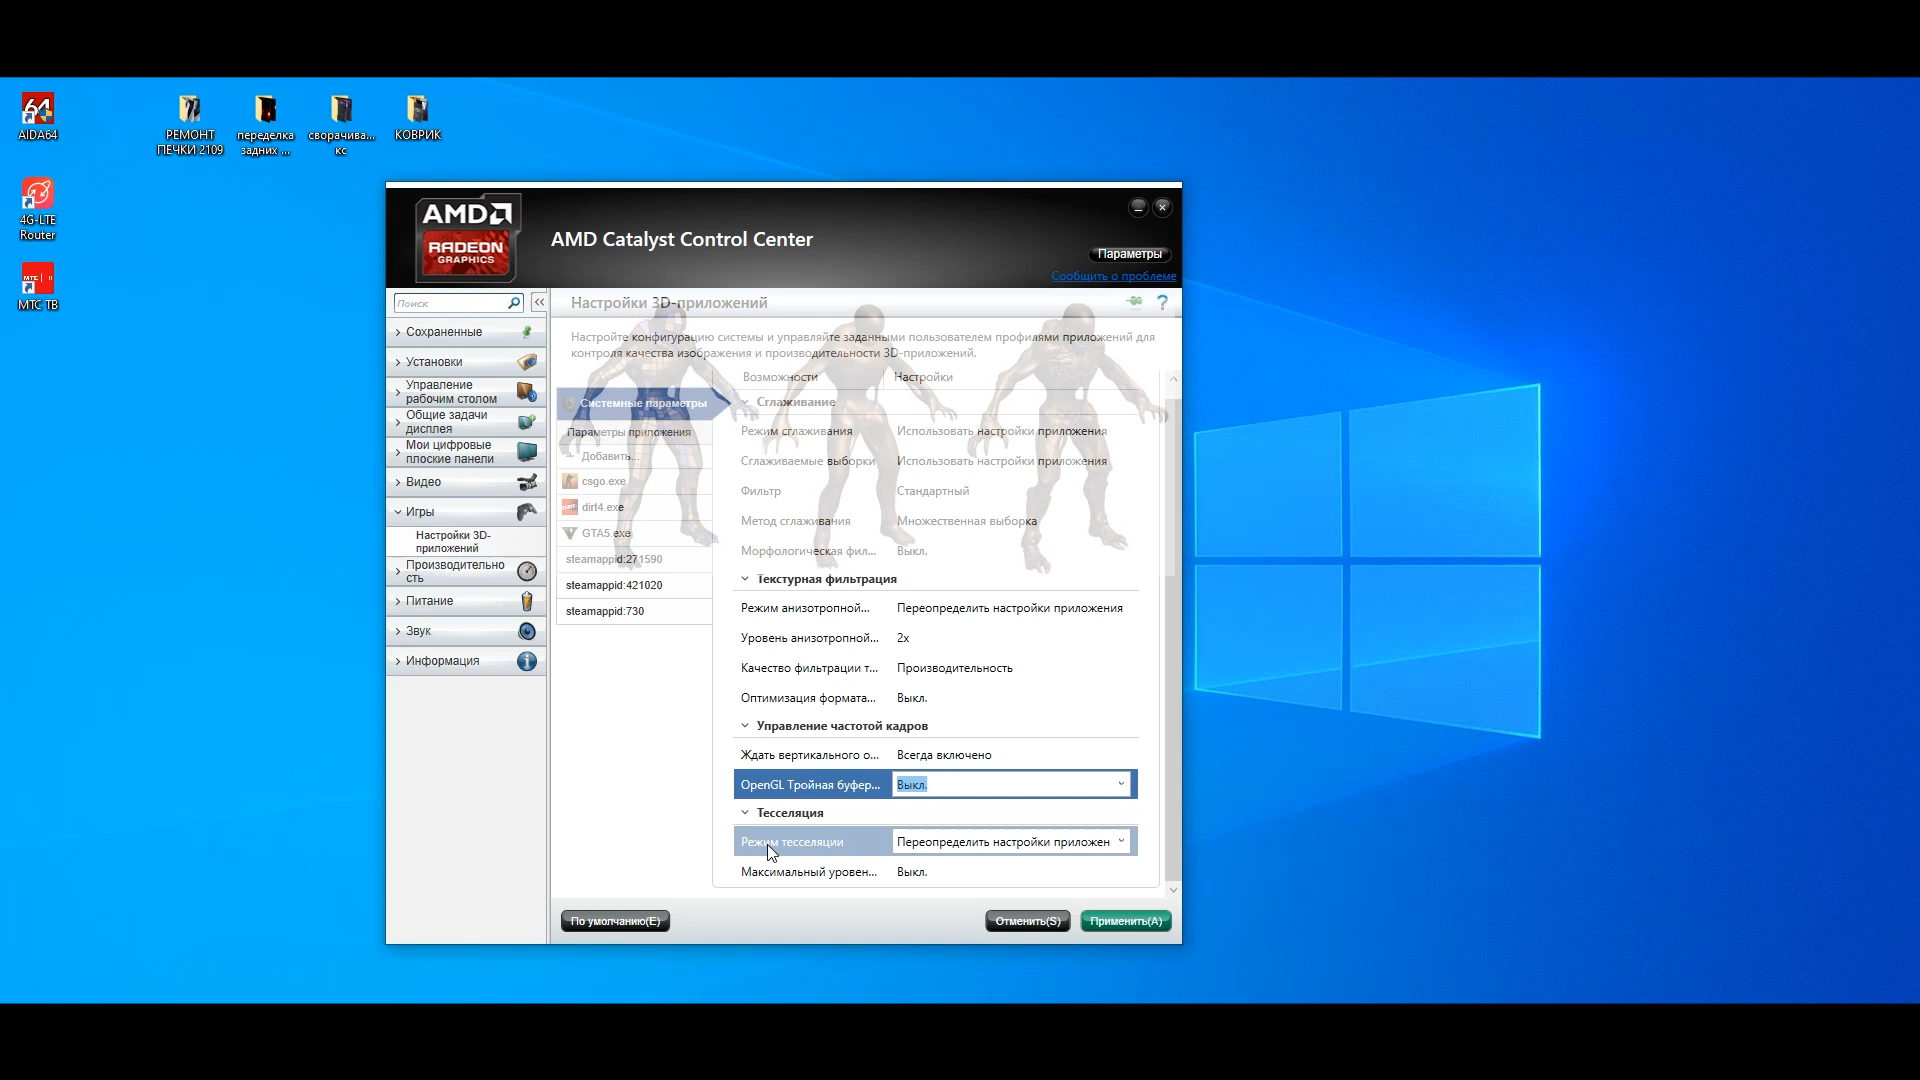 64
AIDA64
РЕМОНТ
ПЕЧКИ 2109
переделка
задних ...
сворачива...
кс
КОВРИК
4G-LTE
Router
МТС
МТС ТВ
AMD
RADEON
GRAPHICS
AMD Catalyst Control Center
Параметры
Сообщить о проблеме
Поиск
Сохраненные
Установки
Управление
рабочим столом
Общие задачи
дисплея
Мои цифровые
плоские панели
Видео
Игры
Настройки 3D-
приложений
Производительно
сть
Питание
Звук
Информация
Настройки 3D-приложений
Настройте конфигурацию системы и управляйте заданными пользователем профилями приложений для
контроля качества изображения и производительности 3D-приложений.
Системные параметры
Параметры приложения
Добавить...
csgo.exe
dirt4.exe
GTA5.exe
steamappid:271590
steamappid:421020
steamappid:730
Возможности Настройки
Сглаживание
Режим сглаживания Использовать настройки приложения
Сглаживаемые выборки Использовать настройки приложения
Фильтр Стандартный
Метод сглаживания Множественная выборка
Морфологическая фил... Выкл.
Текстурная фильтрация
Режим анизотропной... Переопределить настройки приложения
Уровень анизотропной... 2x
Качество фильтрации т... Производительность
Оптимизация формата... Выкл.
Управление частотой кадров
Ждать вертикального о... Всегда включено
OpenGL Тройная буфер... Выкл.
Тесселяция
Режим тесселяции Переопределить настройки приложен
Максимальный уровен... Выкл.
По умолчанию(E)
Отменить(S)
Применить(A)